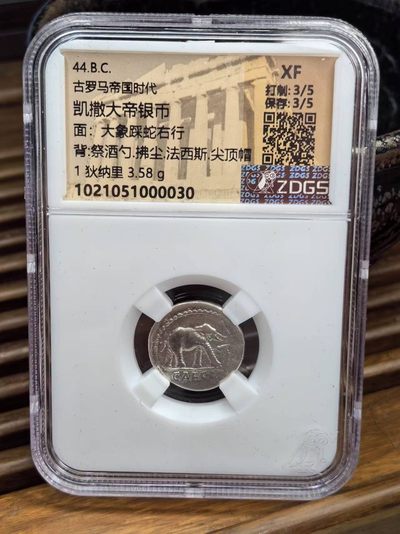 44.B.C.
XF
古罗马帝国时代
打制: 3/5
保存: 3/5
凯撒大帝银币
面: 大象踩蛇右行
背:祭酒勺.拂尘.法西斯.尖顶帽
1 狄纳里 3.58 g
1021051000030
ZDGS
CAES